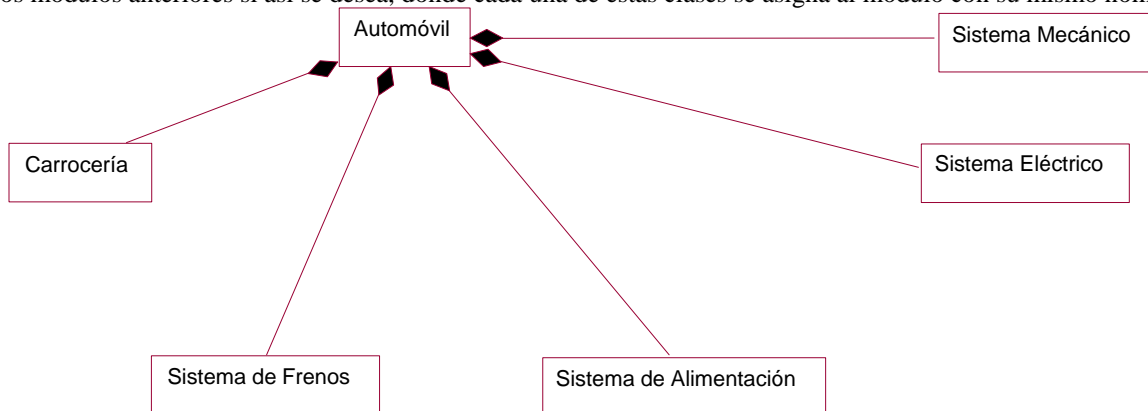 os módulos anteriores si así se desea, donde cada una de estas clases se asigna al módulo con su mismo
Automóvil
Sistema Mecánico
Carrocería
Sistema Eléctrico
Sistema de Frenos
Sistema de Alimentación